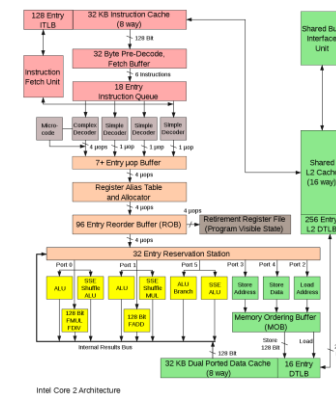 128 Entry
ITLB
32 KB Instruction Cache
(8 way)
Shared Bus
Interface
Unit
128 Bit
32 Byte Pre-Decode,
Fetch Buffer
Instruction
Fetch Unit
6 Instructions
18 Entry
Instruction Queue
Micro-
code
Complex
Decoder
Simple
Decoder
Simple
Decoder
Simple
Decoder
4 μops
1 μop
1 μop
1 μop
Shared
L2 Cache
(16 way)
7+ Entry μop Buffer
4 μops
Register Alias Table
and Allocator
4 μops
4 μops
96 Entry Reorder Buffer (ROB)
Retirement Register File
(Program Visible State)
256 Entry
L2 DTLB
4 μops
32 Entry Reservation Station
Port 0
Port 1
Port 5
Port 3
Port 4
Port 2
ALU
SSE
Shuffle
ALU
ALU
SSE
Shuffle
MUL
ALU
Branch
SSE
ALU
Store
Address
Store
Data
Load
Address
128 Bit
FMUL
FDIV
128 Bit
FADD
Memory Ordering Buffer
(MOB)
Internal Results Bus
Store
128 Bit
Load
128 Bit
32 KB Dual Ported Data Cache
(8 way)
16 Entry
DTLB
Intel Core 2 Architecture